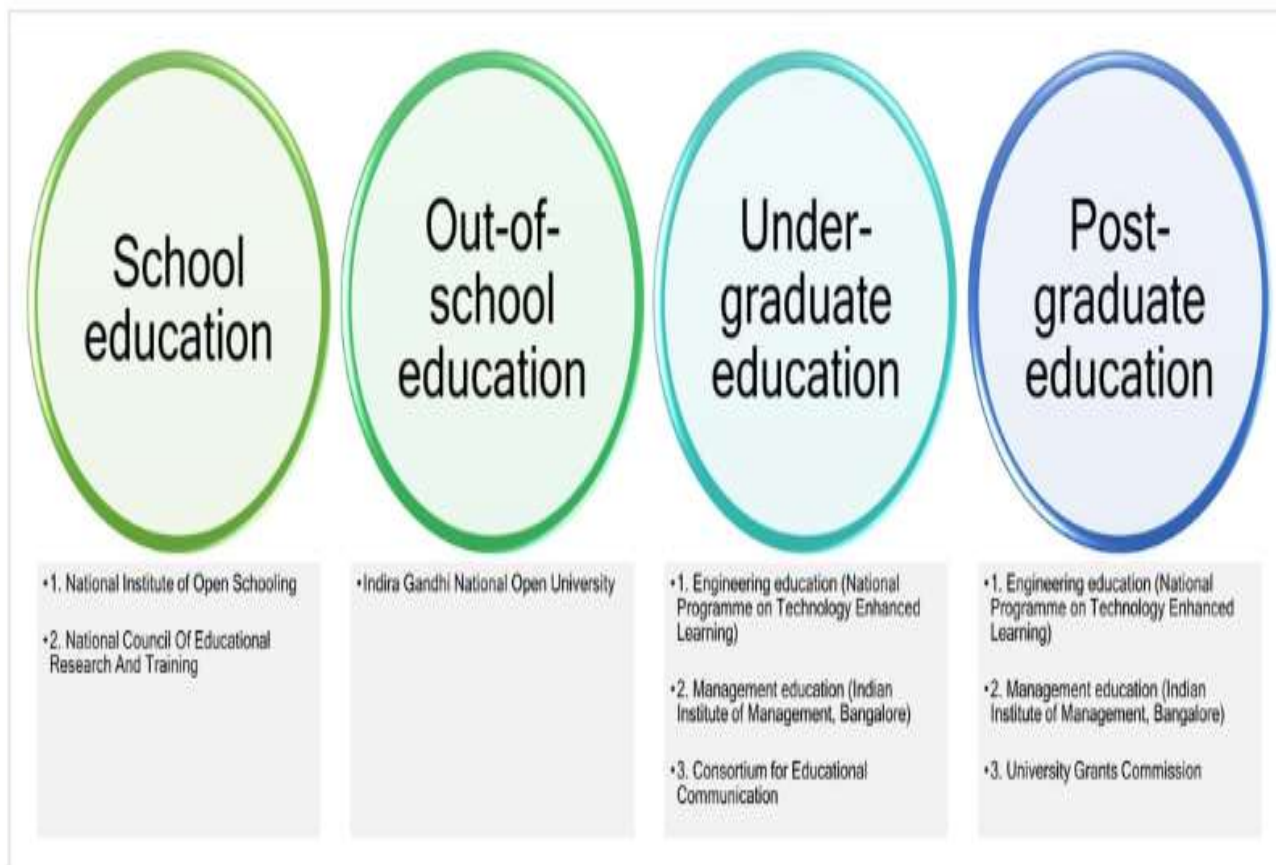 School
education
•1. National Institute of Open Schooling
•2. National Council Of Educational
Research And Training
Out-of-
school
education
•Indira Gandhi National Open University
Under-
graduate
education
•1. Engineering education (National
Programme on Technology Enhanced
Learning)
•2. Management education (Indian
Institute of Management, Bangalore)
•3. Consortium for Educational
Communication
Post-
graduate
education
•1. Engineering education (National
Programme on Technology Enhanced
Learning)
•2. Management education (Indian
Institute of Management, Bangalore)
•3. University Grants Commission